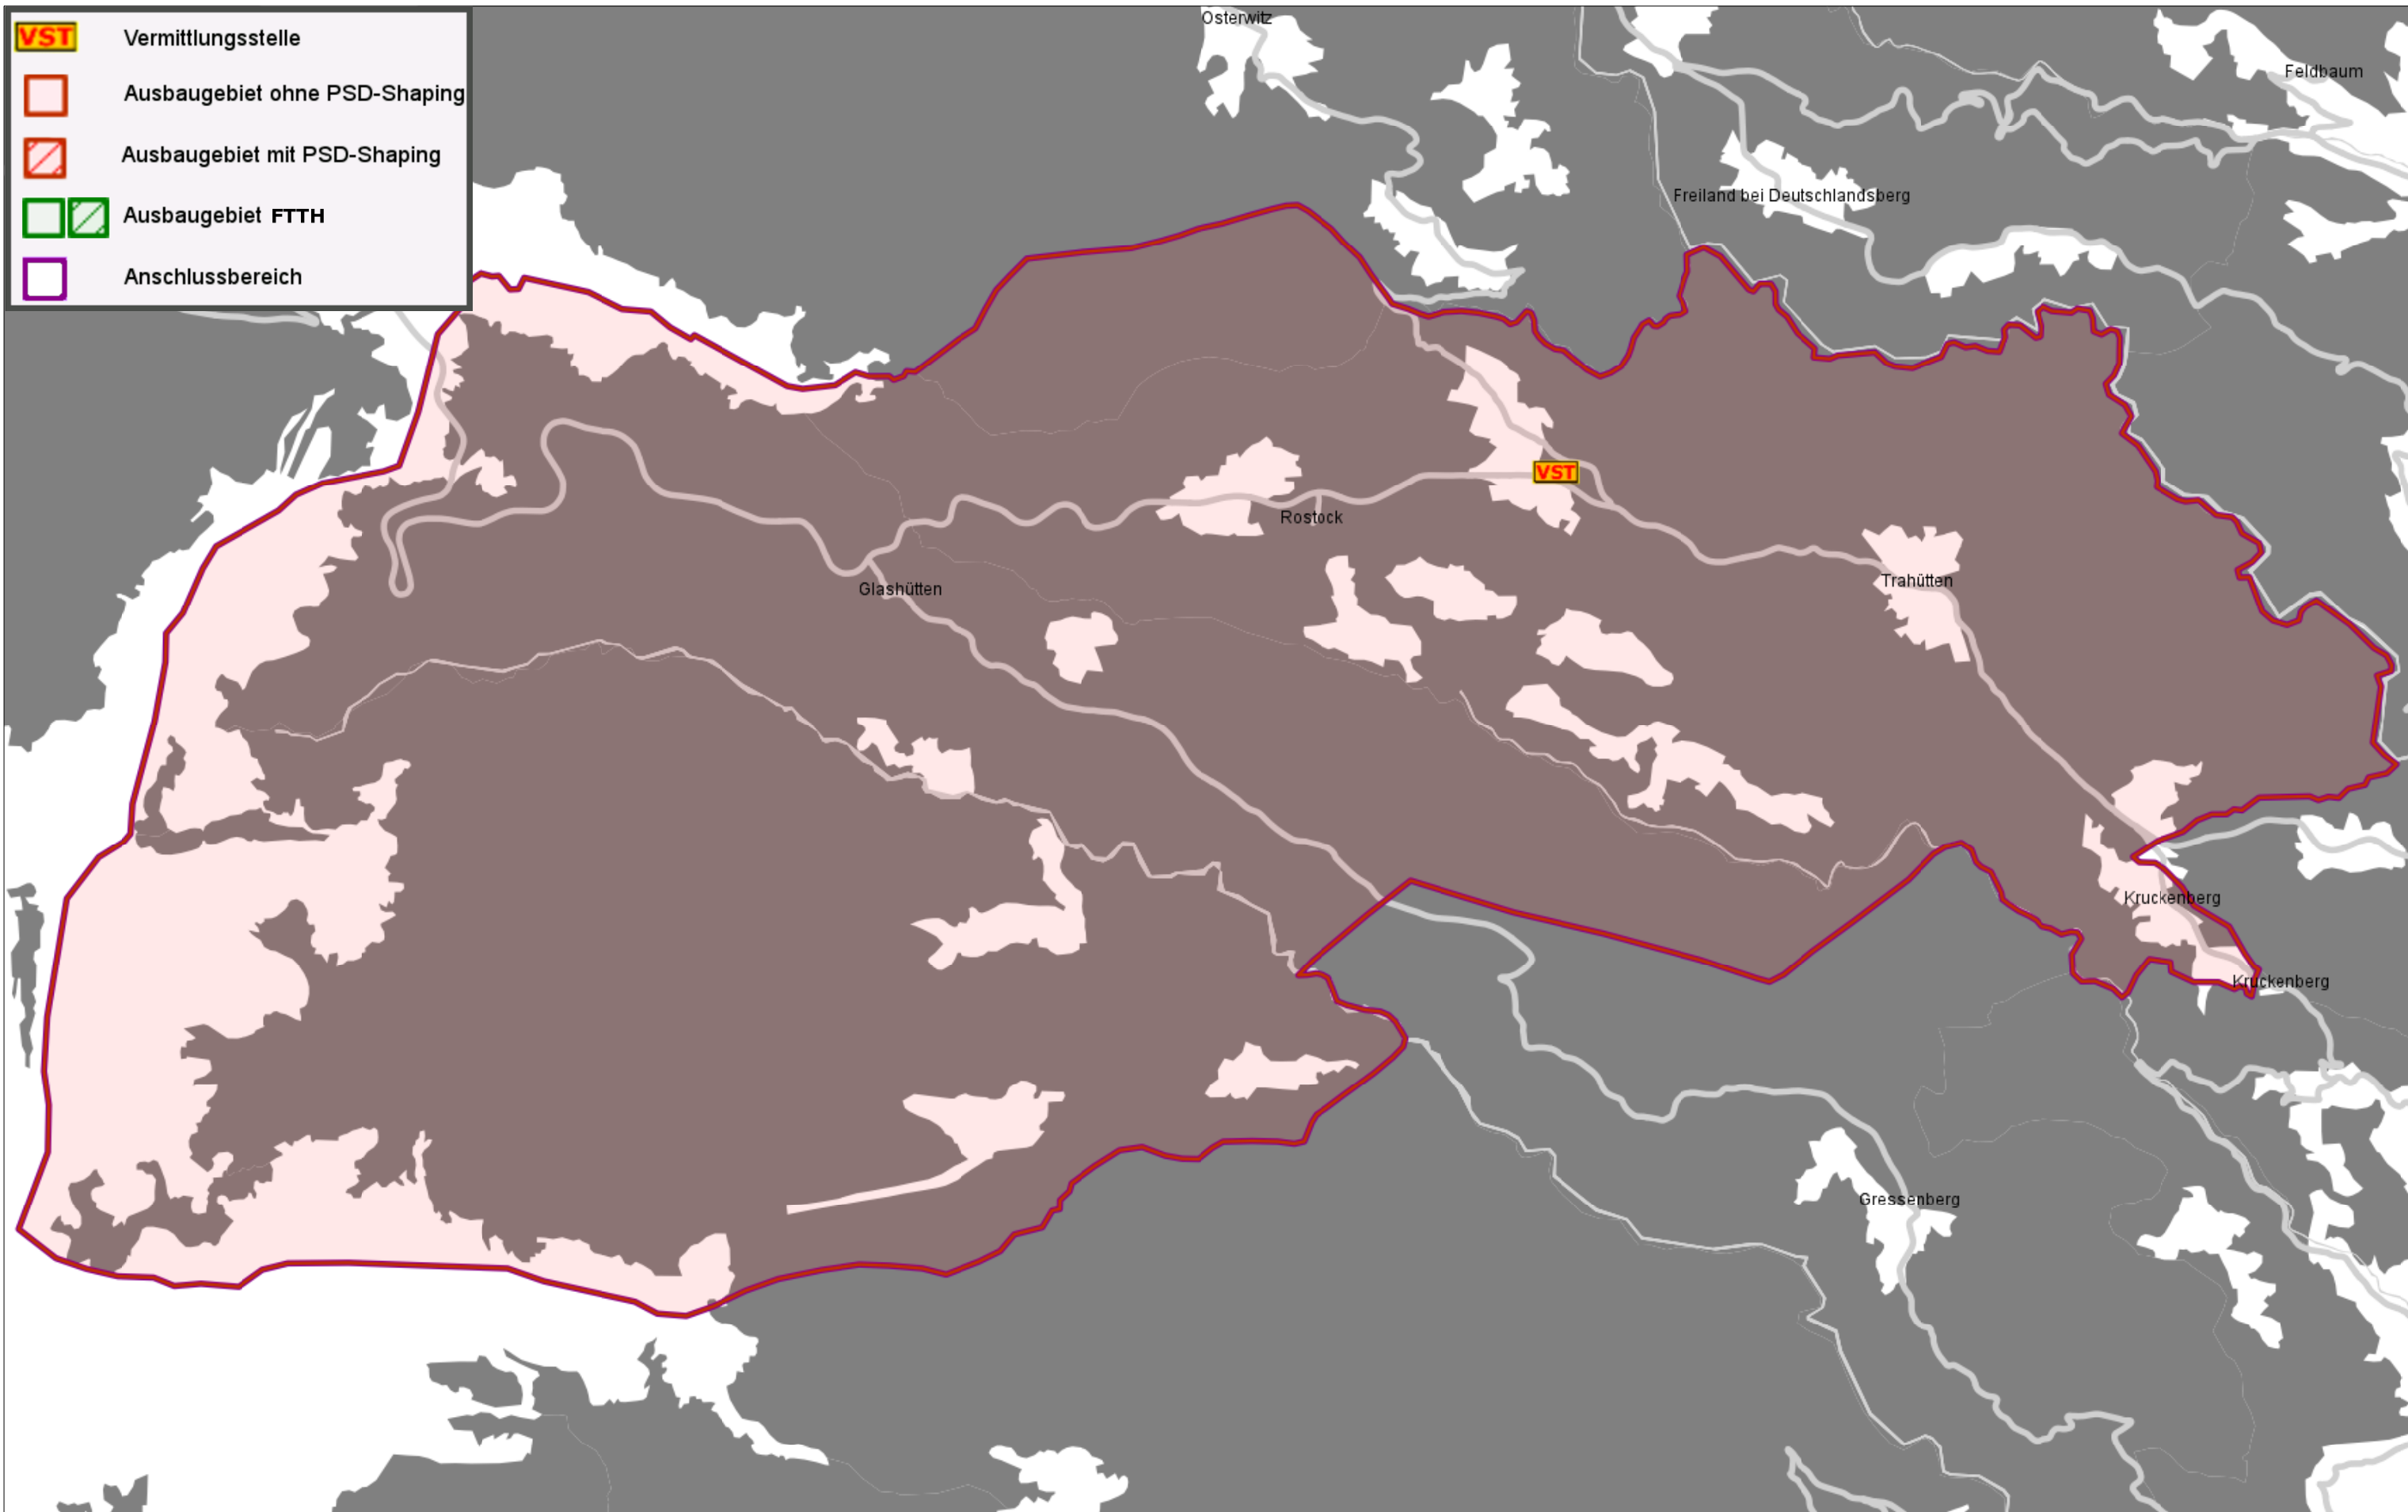 VST Vermittlungsstelle
Ausbaugebiet ohne PSD-Shaping
Ausbaugebiet mit PSD-Shaping
Ausbaugebiet FTTH
Anschlussbereich
Osterwitz
Feldbaum
Freiland bei Deutschlandsberg
VST
Rostock
Trahütten
Glashütten
Kruckenberg
Kruckenberg
Gressenberg